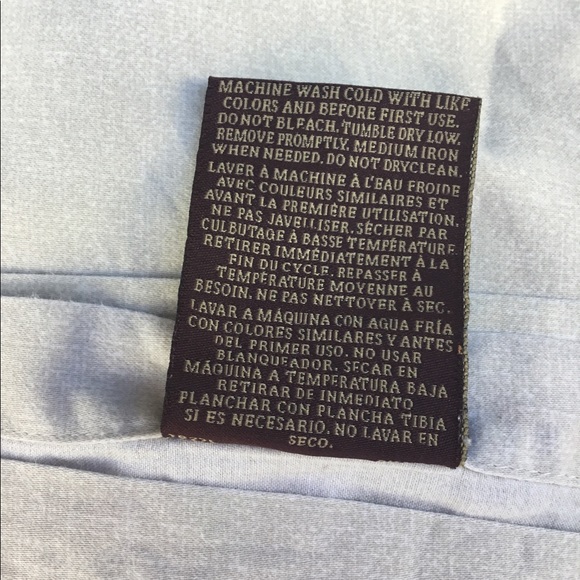 MACHINE WASH COLD WITH LIKE
COLORS AND BEFORE FIRST USE.
DO NOT BLEACH. TUMBLE DRY LOW.
REMOVE PROMPTLY. MEDIUM IRON
WHEN NEEDED. DO NOT DRYCLEAN.
LAVER À MACHINE À L'EAU FROIDE
AVEC COULEURS SIMILAIRES ET
AVANT LA PREMIÈRE UTILISATION.
NE PAS JAVELLISER. SÉCHER PAR
CULBUTAGE À BASSE TEMPÉRATURE
RETIRER IMMÉDIATEMENT À LA
FIN DU CYCLE. REPASSER À
TEMPÉRATURE MOYENNE AU
BESOIN. NE PAS NETTOYER À SEC.
LAVAR A MÁQUINA CON AGUA FRÍA
CON COLORES SIMILARES Y ANTES
DEL PRIMER USO. NO USAR
BLANQUEADOR. SECAR EN
MÁQUINA A TEMPERATURA BAJA
RETIRAR DE INMEDIATO
PLANCHAR CON PLANCHA TIBIA
SI ES NECESARIO. NO LAVAR EN
SECO.